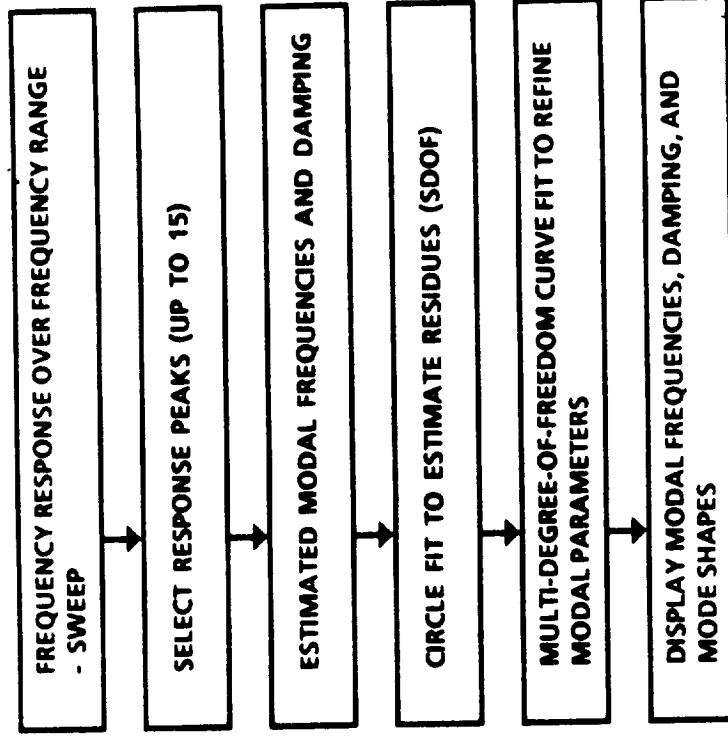 FREQUENCY RESPONSE OVER FREQUENCY RANGE
- SWEEP
SELECT RESPONSE PEAKS (UP TO 15)
ESTIMATED MODAL FREQUENCIES AND DAMPING
CIRCLE FIT TO ESTIMATE RESIDUES (SDOF)
MULTI-DEGREE-OF-FREEDOM CURVE FIT TO REFINE
MODAL PARAMETERS
DISPLAY MODAL FREQUENCIES, DAMPING, AND
MODE SHAPES